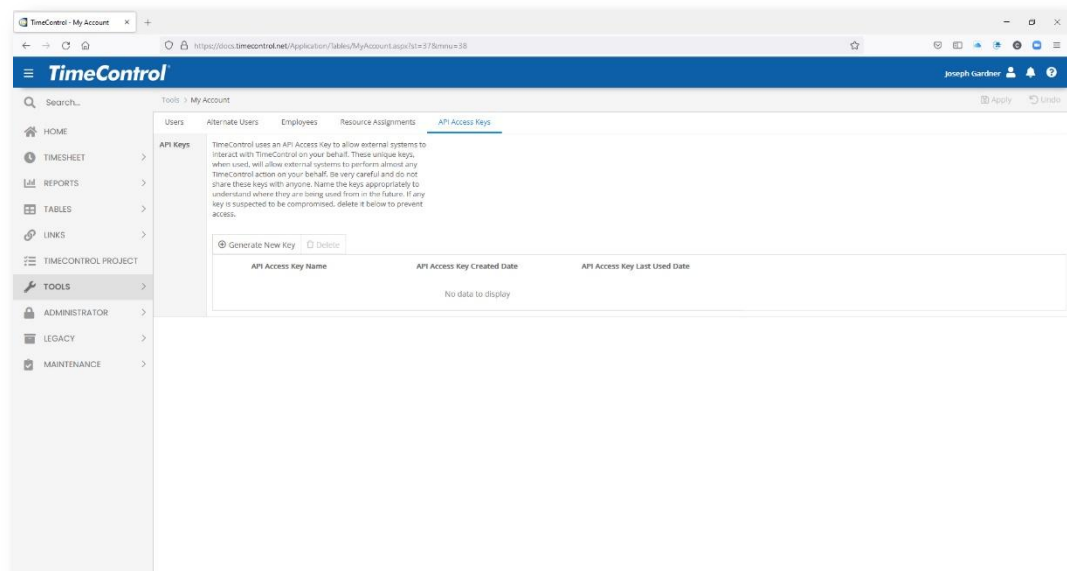 TimeControl - My Account
https://docs.timecontrol.net/Application/Tables/MyAccount.aspx?st=37&mnu=38
TimeControl
Joseph Gardner
Search...
Tools > My Account
Apply
Undo
Users
Alternate Users
Employees
Resource Assignments
API Access Keys
HOME
TIMESHEET
REPORTS
TABLES
LINKS
TIMECONTROL PROJECT
TOOLS
ADMINISTRATOR
LEGACY
MAINTENANCE
API Keys
TimeControl uses an API Access Key to allow external systems to
interact with TimeControl on your behalf. These unique keys,
when used, will allow external systems to perform almost any
TimeControl action on your behalf. Be very careful and do not
share these keys with anyone. Name the keys appropriately to
understand where they are being used from in the future. If any
key is suspected to be compromised, delete it below to prevent
access.
Generate New Key
Delete
API Access Key Name
API Access Key Created Date
API Access Key Last Used Date
No data to display